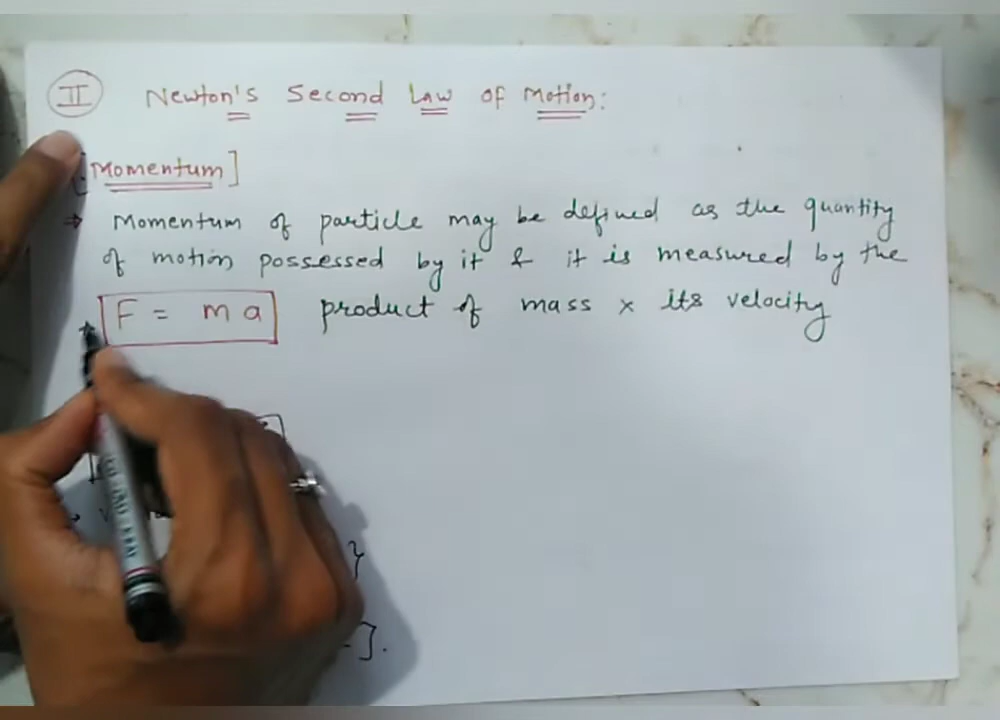 II Newton's Second Law of Motion:
[Momentum]
→ Momentum of particle may be defined as the quantity
of motion possessed by it & it is measured by the
F = ma product of mass x its velocity